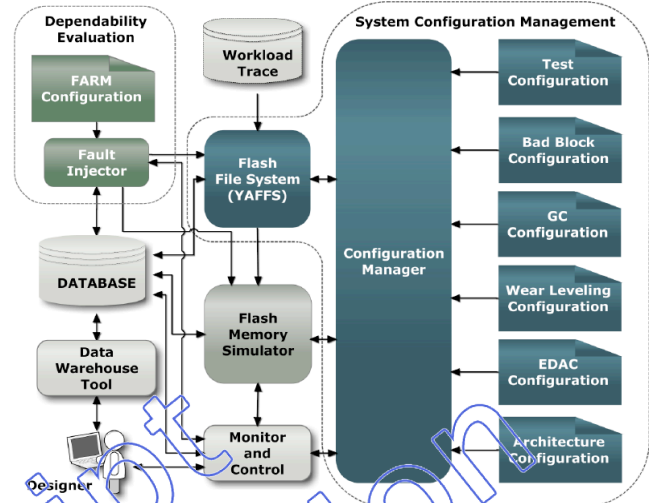 Dependability
Evaluation
FARM
Configuration
Fault
Injector
DATABASE
Data
Warehouse
Tool
Designer
Workload
Trace
Flash
File System
(YAFFS)
Flash
Memory
Simulator
Monitor
and
Control
System Configuration Management
Configuration
Manager
Test
Configuration
Bad Block
Configuration
GC
Configuration
Wear Leveling
Configuration
EDAC
Configuration
Architecture
Configuration